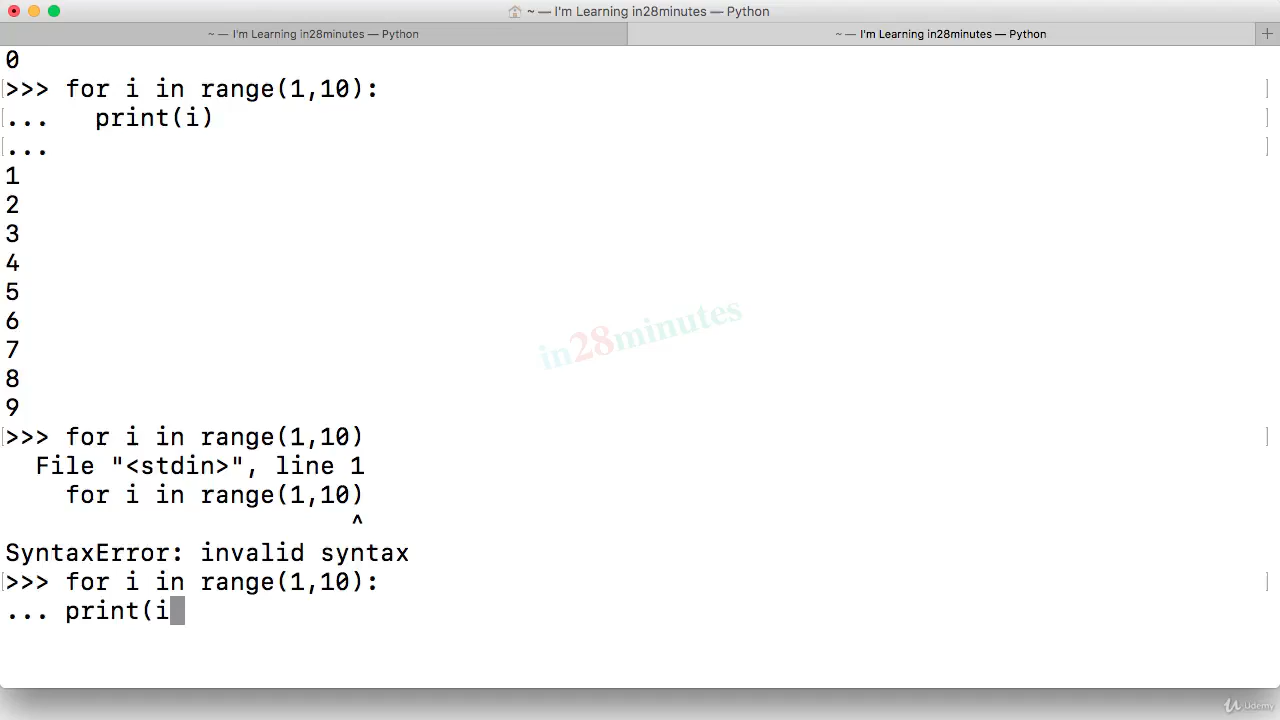 ~ — I'm Learning in28minutes — Python
~ — I'm Learning in28minutes — Python
~ — I'm Learning in28minutes — Python
0
>>> for i in range(1,10):
...   print(i)
...
1
2
3
4
5
6
7
8
9
>>> for i in range(1,10)
  File "<stdin>", line 1
    for i in range(1,10)
                       ^
SyntaxError: invalid syntax
>>> for i in range(1,10):
... print(i
in28minutes
Udemy